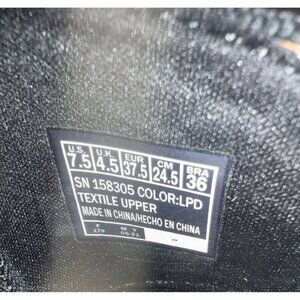 U.S. U.K. EUR CM BRA
7.5 4.5 37.5 24.5 36
SN 158305 COLOR:LPD
TEXTILE UPPER
MADE IN CHINA/HECHO EN CHINA
F M Y